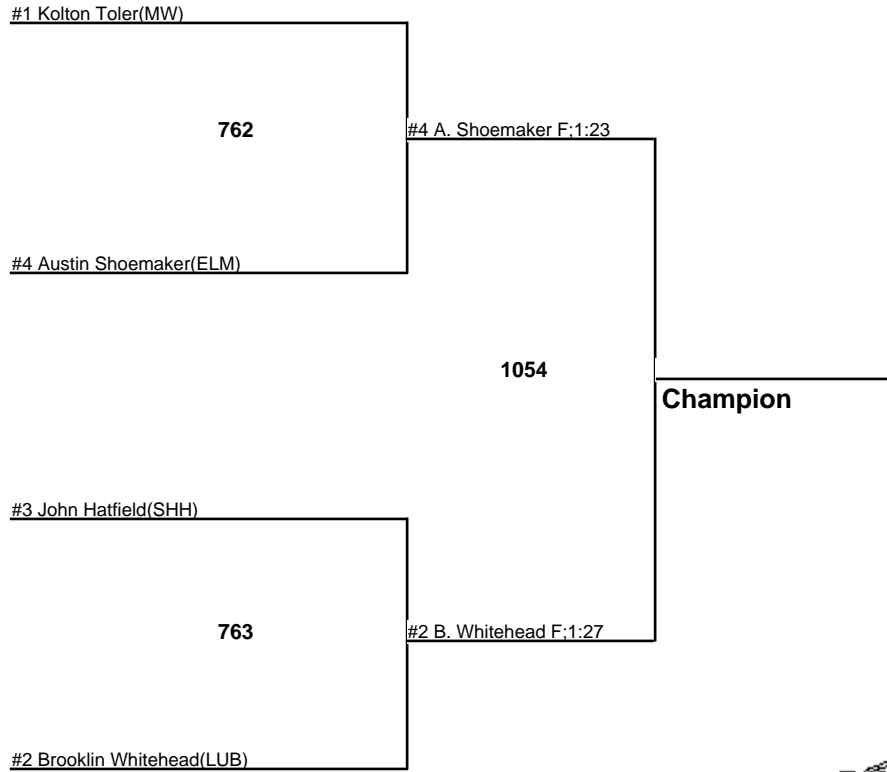 #1 Kolton Toler(MW)
762
#4 A. Shoemaker F;1:23
#4 Austin Shoemaker(ELM)
1054
Champion
#3 John Hatfield(SHH)
763
#2 B. Whitehead F;1:27
#2 Brooklin Whitehead(LUB)